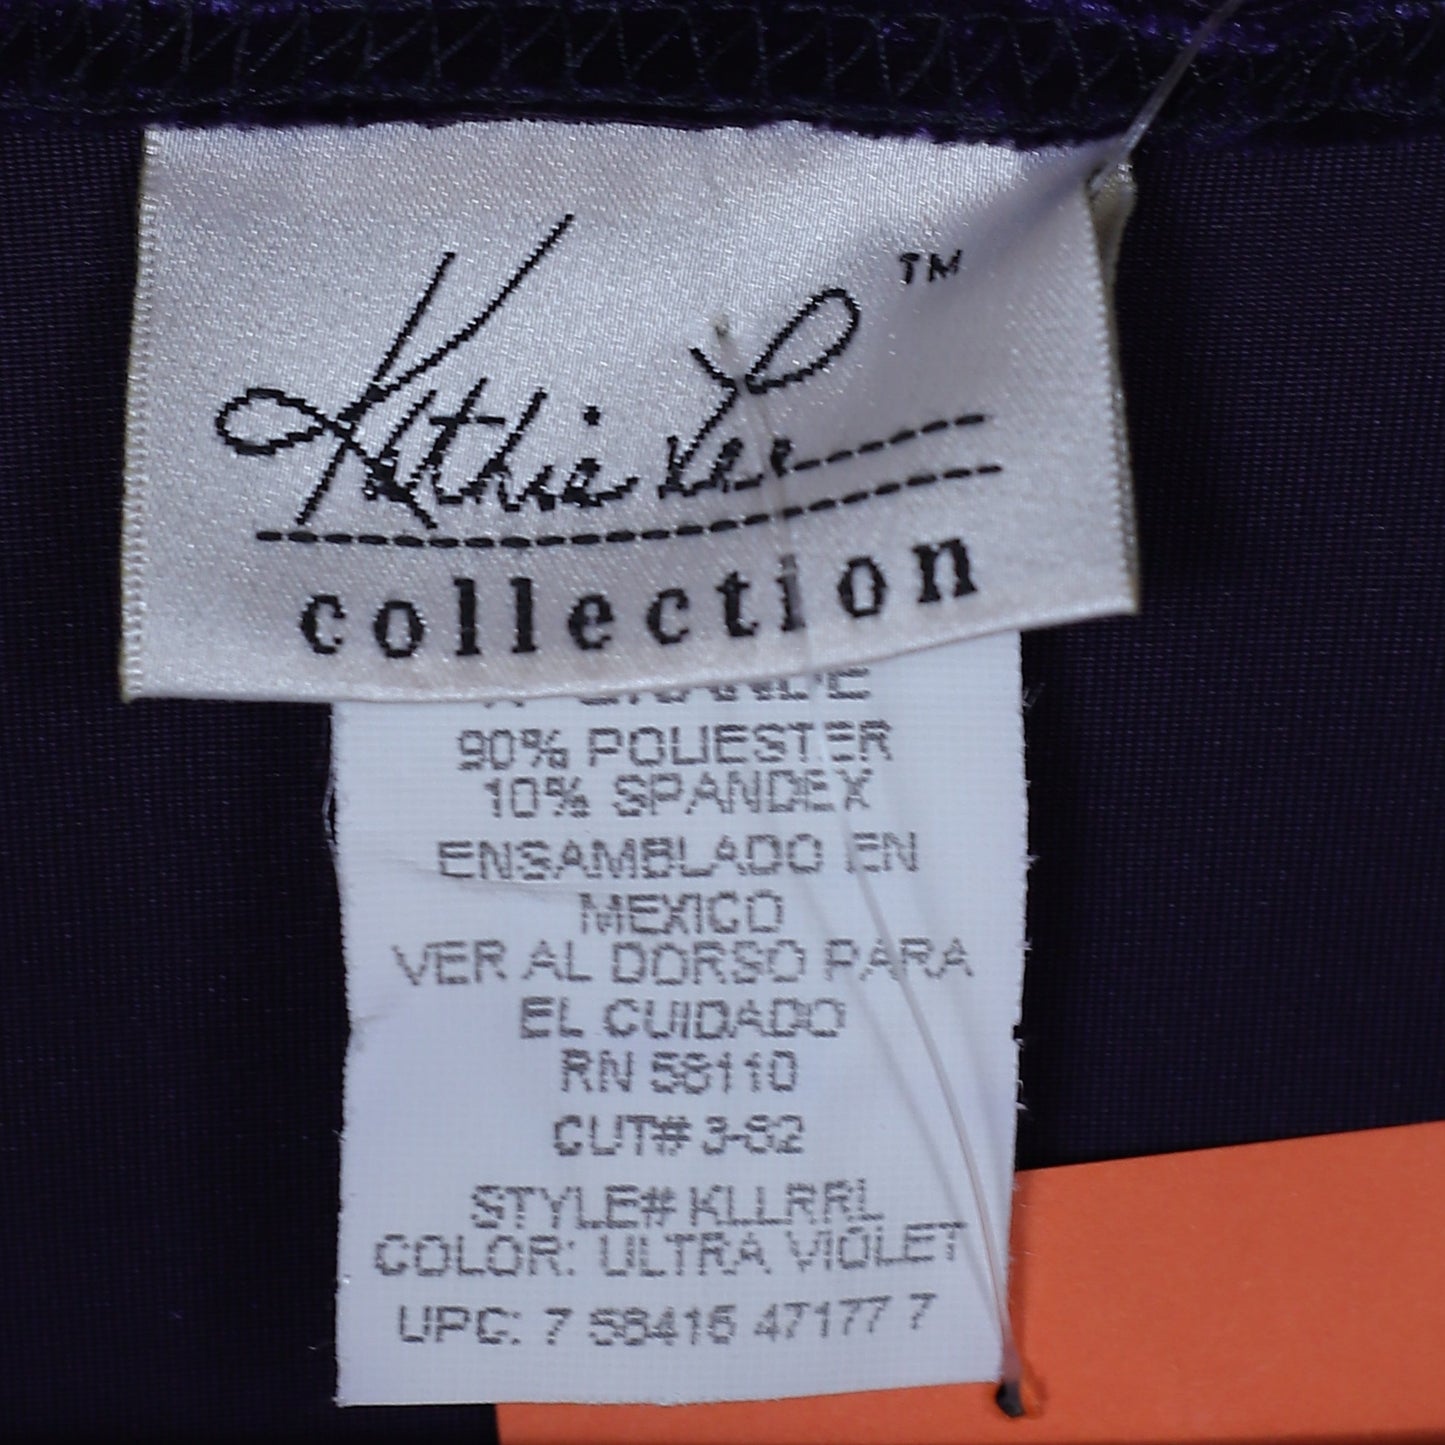 Kathie Lee ™
collection
90% POLIESTER
10% SPANDEX
ENSAMBLADO EN
MEXICO
VER AL DORSO PARA
EL CUIDADO
RN 58110
CUT# 3-82
STYLE# KLLRRL
COLOR: ULTRA VIOLET
UPC: 7 58416 47177 7